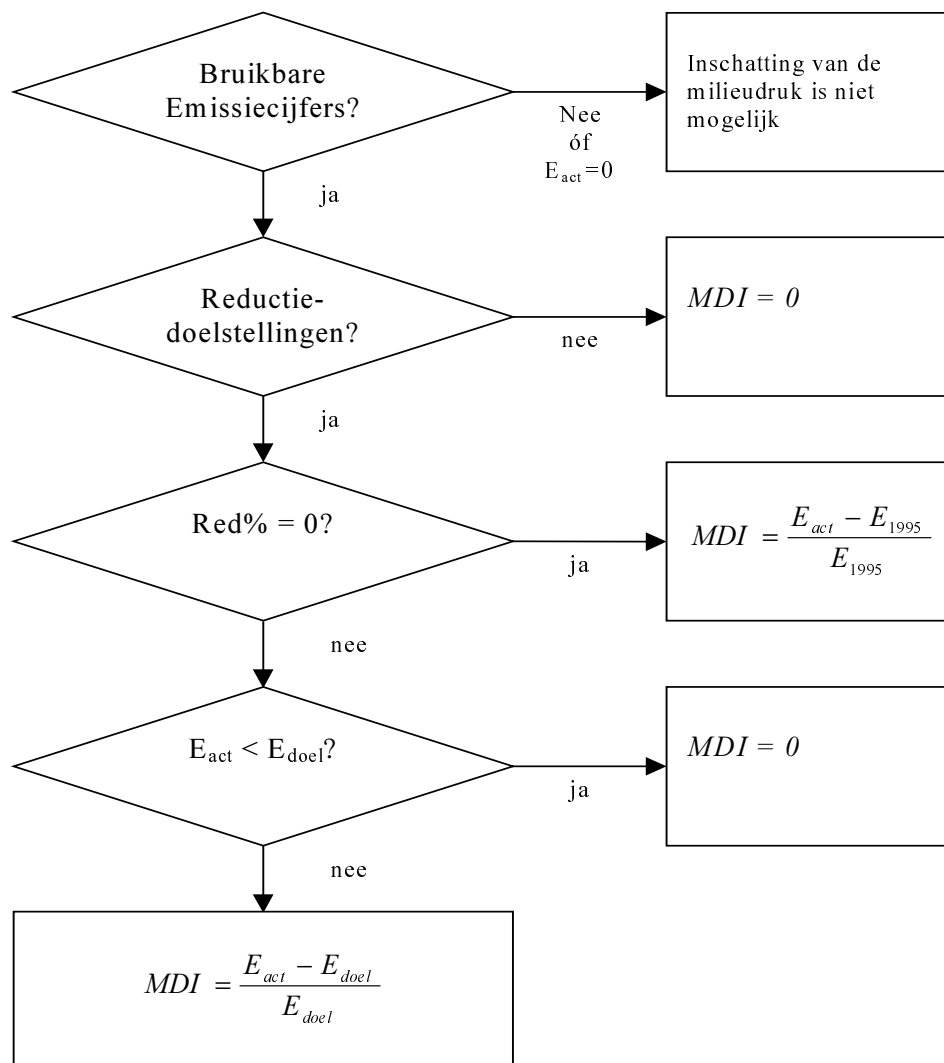 Bruikbare
Emissiecijfers?
Nee
óf
E_act=0
Inschatting van de
milieudruk is niet
mogelijk
ja
Reductie-
doelstellingen?
nee
MDI = 0
ja
Red% = 0?
ja
MDI = (E_act − E_1995) / E_1995
nee
E_act < E_doel?
ja
MDI = 0
nee
MDI = (E_act − E_doel) / E_doel